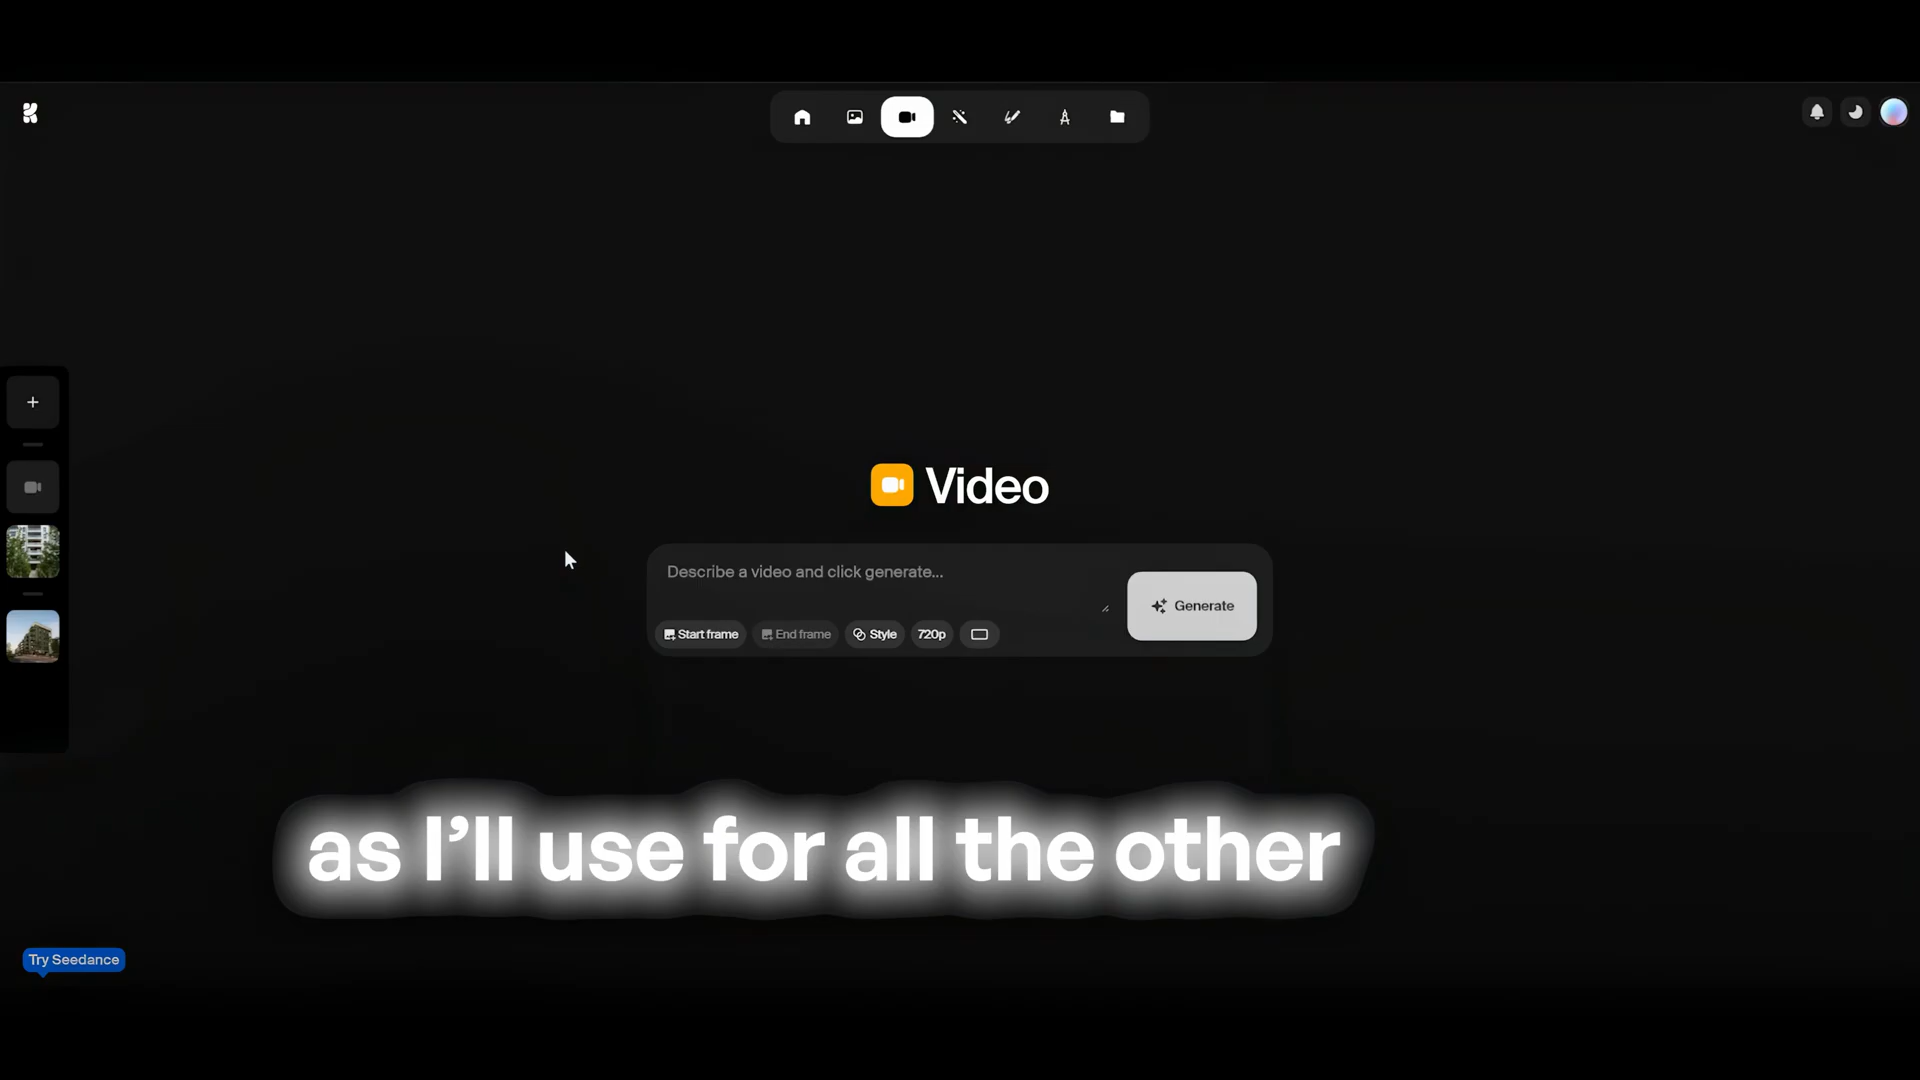 Video
Describe a video and click generate...
Generate
Start frame
End frame
Style
720p
as I'll use for all the other
Try Seedance